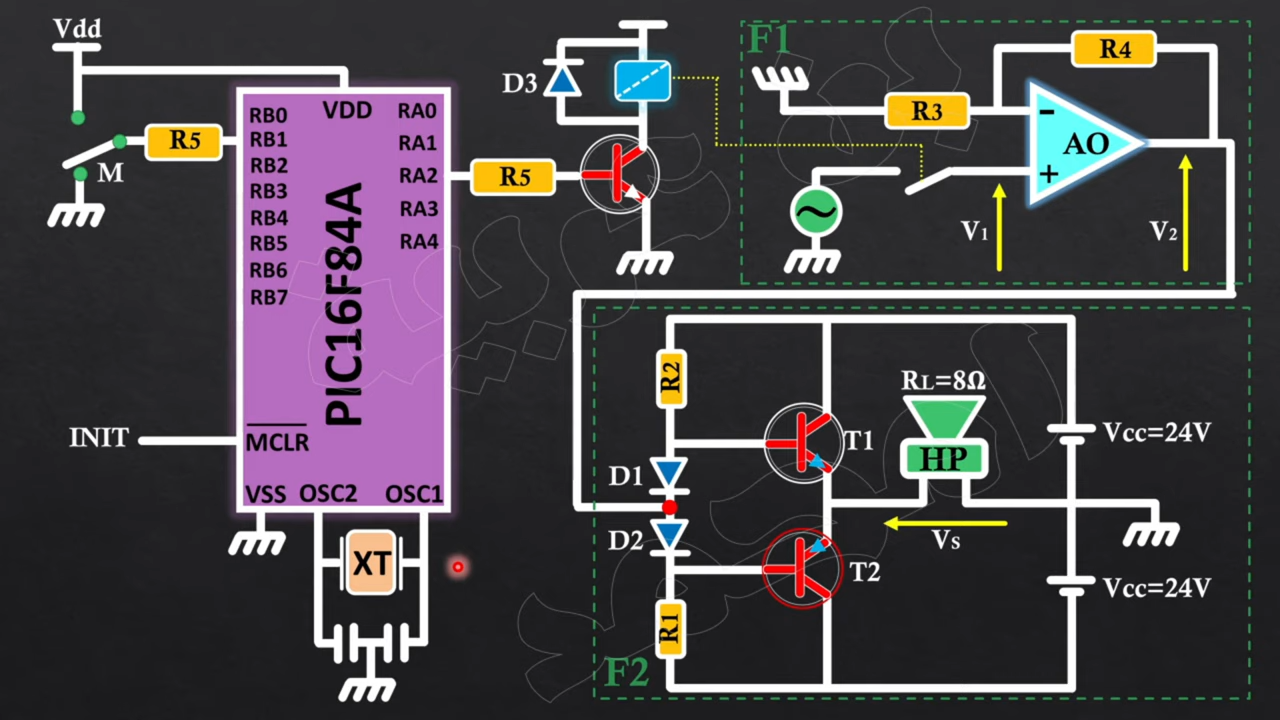 Vdd
R5
M
RB0
RB1
RB2
RB3
RB4
RB5
RB6
RB7
VDD
RA0
RA1
RA2
RA3
RA4
PIC16F84A
INIT
MCLR
VSS
OSC2
OSC1
XT
R5
D3
F1
R3
R4
-
+
AO
V1
V2
F2
R2
D1
D2
R1
T1
T2
RL=8Ω
HP
Vs
Vcc=24V
Vcc=24V